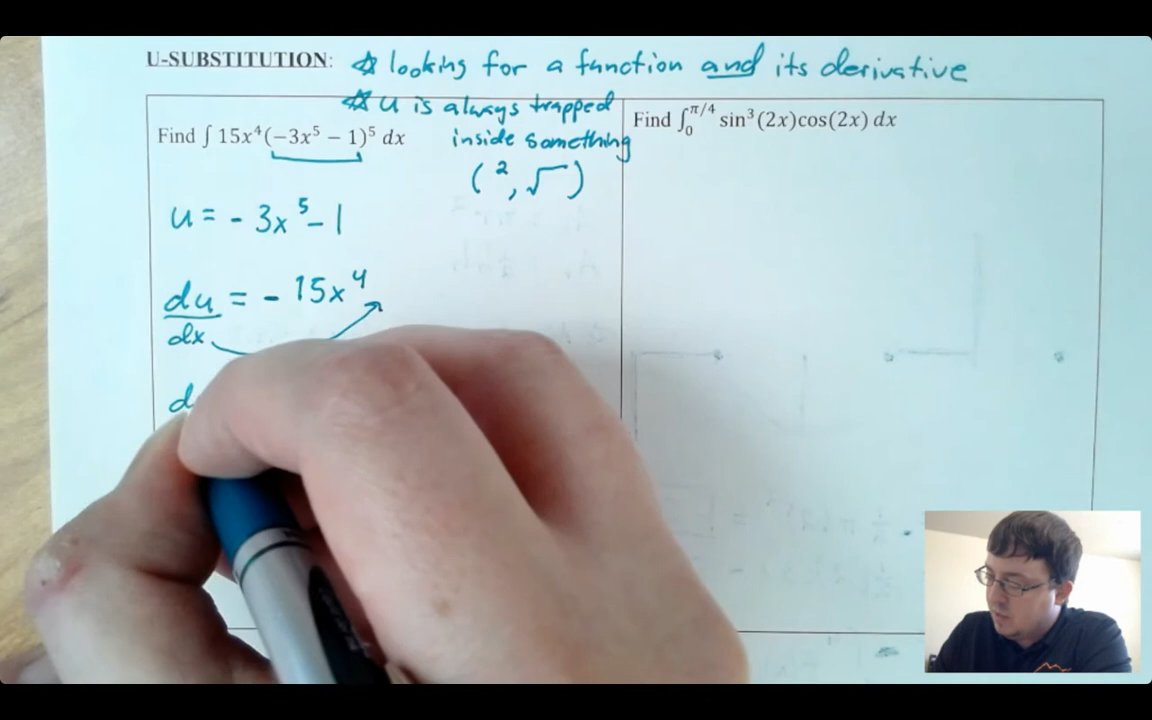 U-SUBSTITUTION: ☆ looking for a function and its derivative
☆ u is always trapped
inside something
( ², √ )
Find ∫ 15x⁴(−3x⁵ − 1)⁵ dx
u = - 3x⁵ - 1
du/dx = - 15x⁴
d
Find ∫₀^π/4 sin³(2x)cos(2x) dx